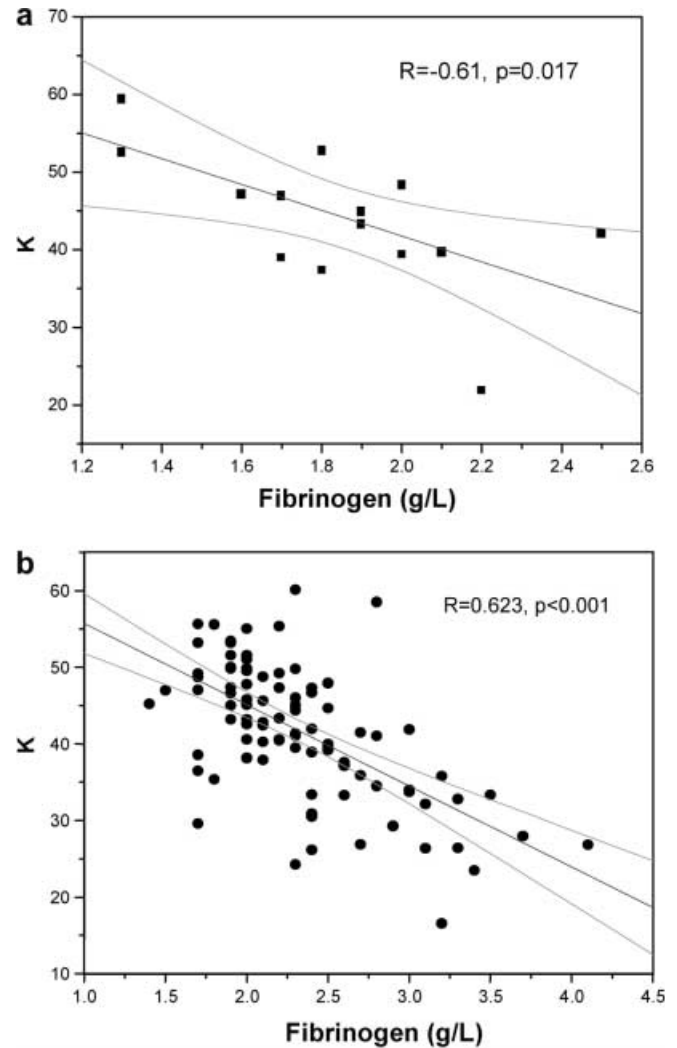 a
70
60
50
40
30
20
K
R=-0.61, p=0.017
1.2 1.4 1.6 1.8 2.0 2.2 2.4 2.6
Fibrinogen (g/L)
b
60
50
40
30
20
10
K
R=0.623, p<0.001
1.0 1.5 2.0 2.5 3.0 3.5 4.0 4.5
Fibrinogen (g/L)